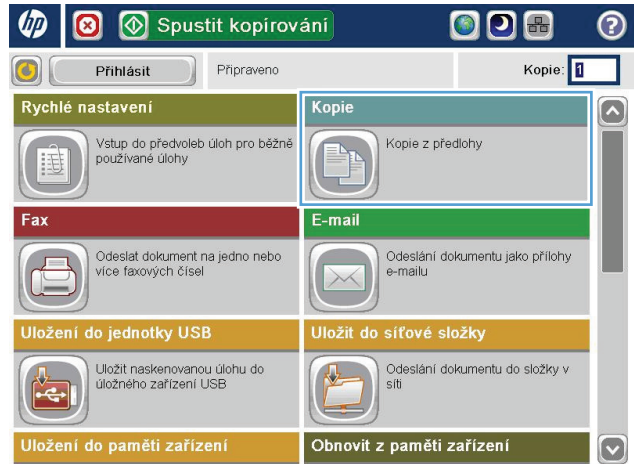 hp
Spustit kopírování
?
Přihlásit
Připraveno
Kopie: 1
Rychlé nastavení
Vstup do předvoleb úloh pro běžně
používané úlohy
Kopie
Kopie z předlohy
Fax
Odeslat dokument na jedno nebo
více faxových čísel
E-mail
Odeslání dokumentu jako přílohy
e-mailu
Uložení do jednotky USB
Uložit naskenovanou úlohu do
úložného zařízení USB
Uložit do síťové složky
Odeslání dokumentu do složky v
síti
Uložení do paměti zařízení
Obnovit z paměti zařízení